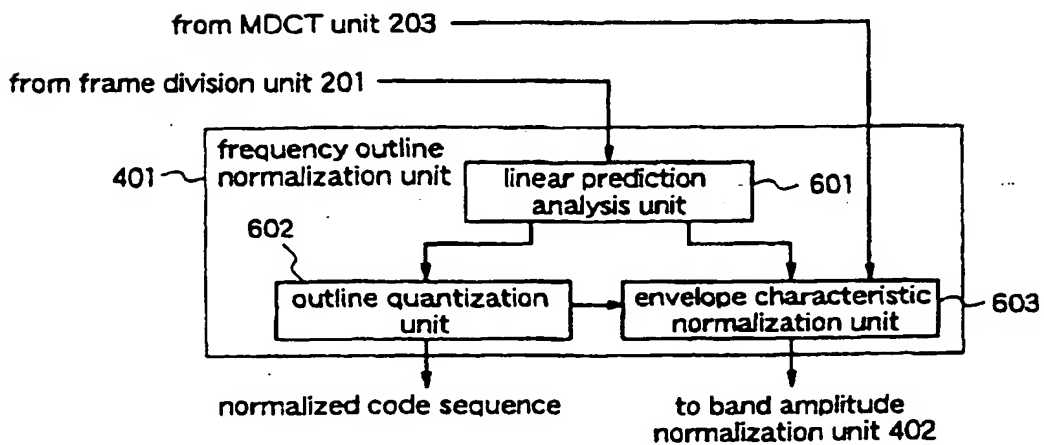 from MDCT unit 203
from frame division unit 201
frequency outline
normalization unit
401
linear prediction
analysis unit
601
602
outline quantization
unit
envelope characteristic
normalization unit
603
normalized code sequence
to band amplitude
normalization unit 402